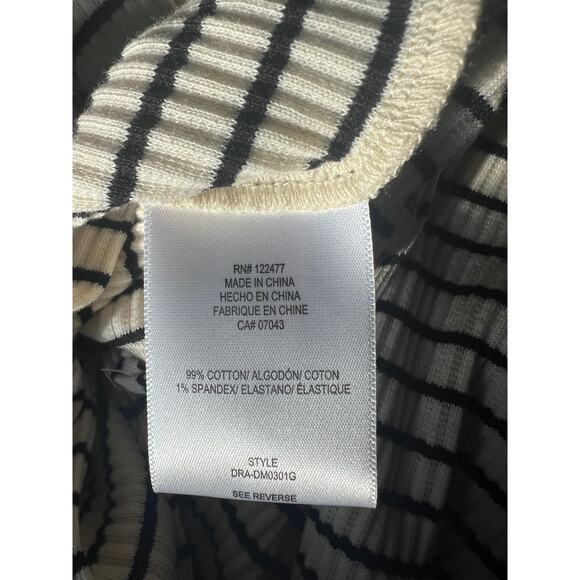 RN# 122477
MADE IN CHINA
HECHO EN CHINA
FABRIQUE EN CHINE
CA# 07043
99% COTTON/ ALGODÓN/ COTON
1% SPANDEX/ ELASTANO/ ÉLASTIQUE
STYLE
DRA-DM0301G
SEE REVERSE